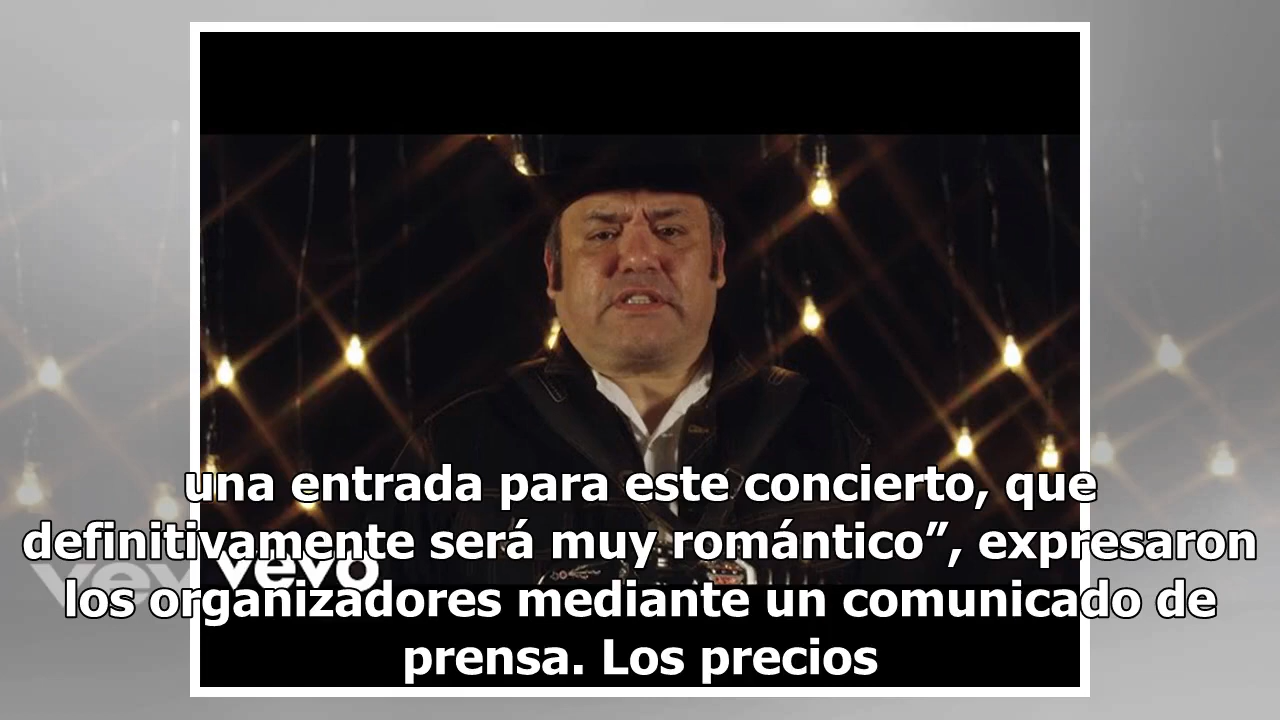 una entrada para este concierto, que
definitivamente será muy romántico”, expresaron
vevo
los organizadores mediante un comunicado de
prensa. Los precios